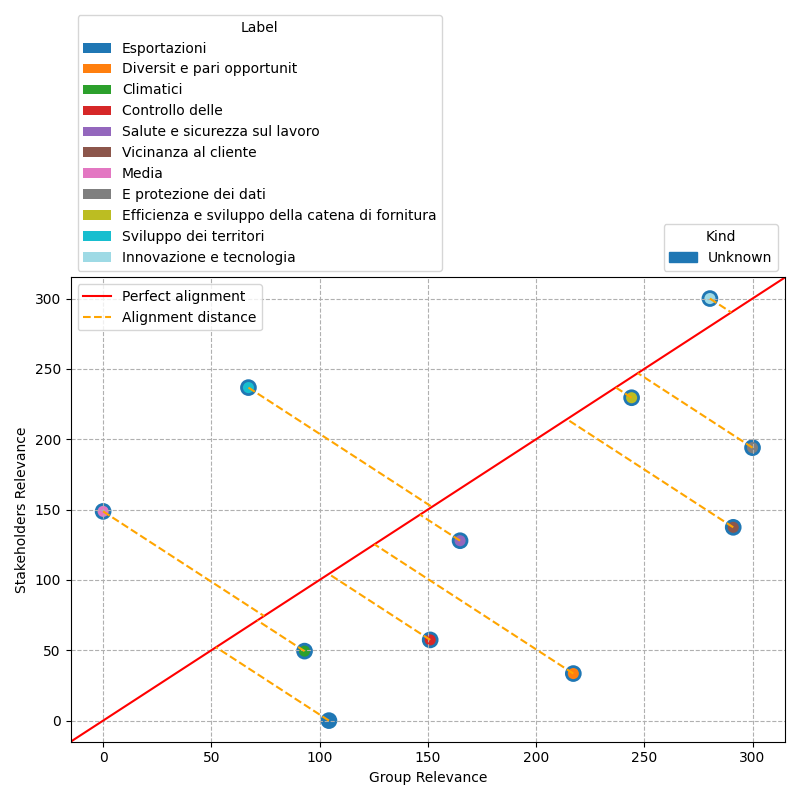 Label
Esportazioni
Diversit e pari opportunit
Climatici
Controllo delle
Salute e sicurezza sul lavoro
Vicinanza al cliente
Media
E protezione dei dati
Efficienza e sviluppo della catena di fornitura
Sviluppo dei territori
Innovazione e tecnologia
Kind
Unknown
Perfect alignment
Alignment distance
300
250
200
150
100
50
0
Stakeholders Relevance
0 50 100 150 200 250 300
Group Relevance